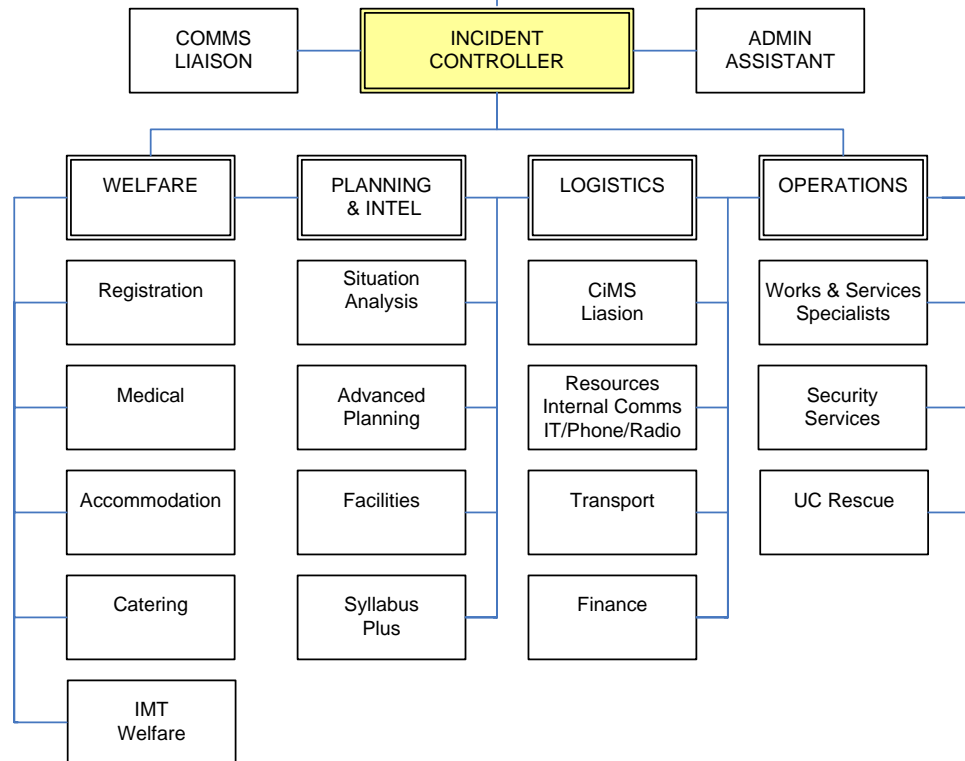 COMMS
LIAISON
INCIDENT
CONTROLLER
ADMIN
ASSISTANT
WELFARE
PLANNING
& INTEL
LOGISTICS
OPERATIONS
Registration
Situation
Analysis
CiMS
Liasion
Works & Services
Specialists
Medical
Advanced
Planning
Resources
Internal Comms
IT/Phone/Radio
Security
Services
Accommodation
Facilities
Transport
UC Rescue
Catering
Syllabus
Plus
Finance
IMT
Welfare